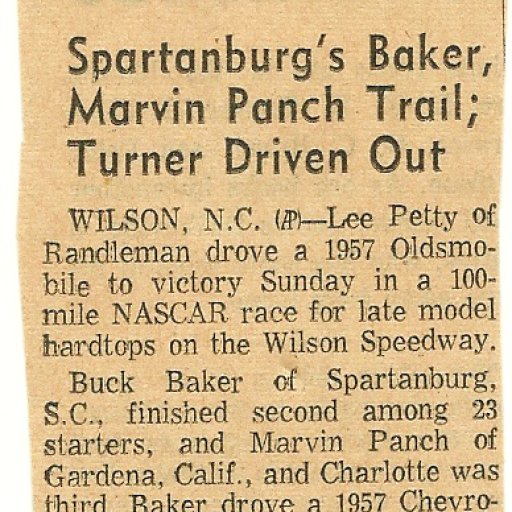 Spartanburg's Baker,
Marvin Panch Trail;
Turner Driven Out
WILSON, N.C. (AP)—Lee Petty of
Randleman drove a 1957 Oldsmo-
bile to victory Sunday in a 100-
mile NASCAR race for late model
hardtops on the Wilson Speedway.
Buck Baker of Spartanburg,
S.C., finished second among 23
starters, and Marvin Panch of
Gardena, Calif., and Charlotte was
third. Baker drove a 1957 Chevro-